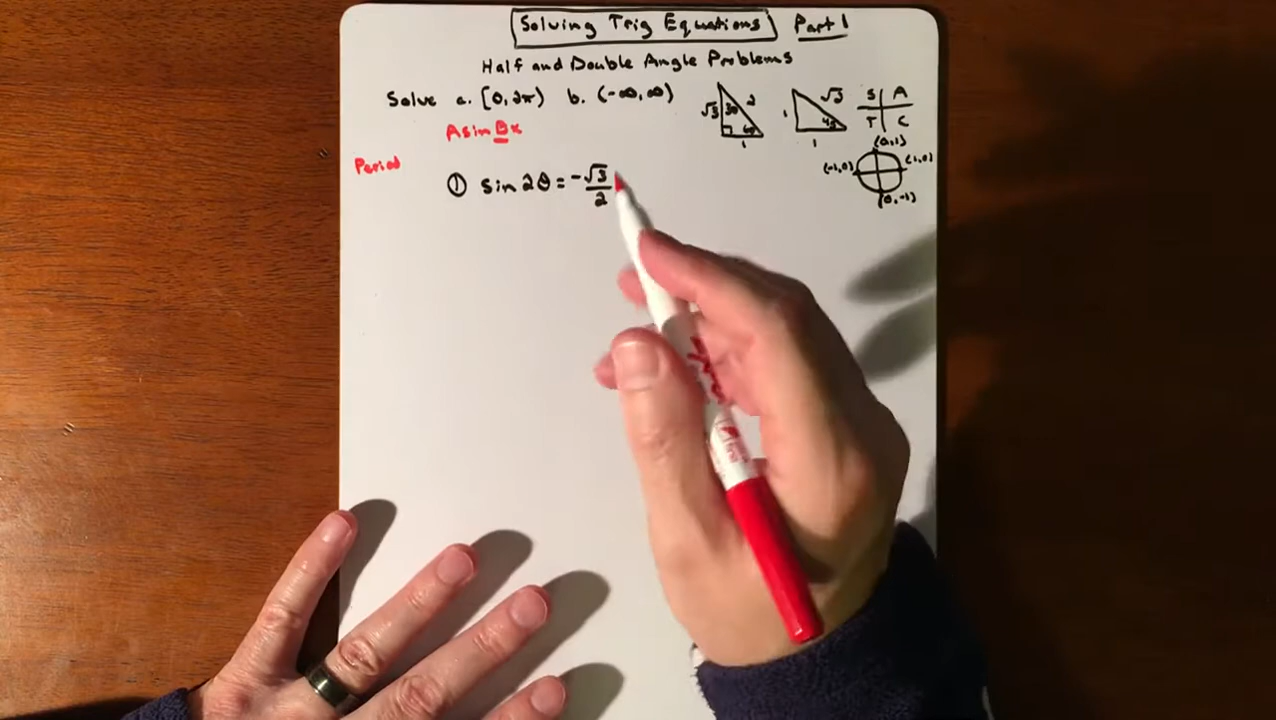 Solving Trig Equations Part 1
Half and Double Angle Problems
Solve a. [0, 2π) b. (-∞, ∞)
√3 30 2 60 1
1 √2 45 1
S A
T C
A sin Bx
(0,1)
(-1,0) (1,0)
(0,-1)
Period
① sin 2θ = -√3/2